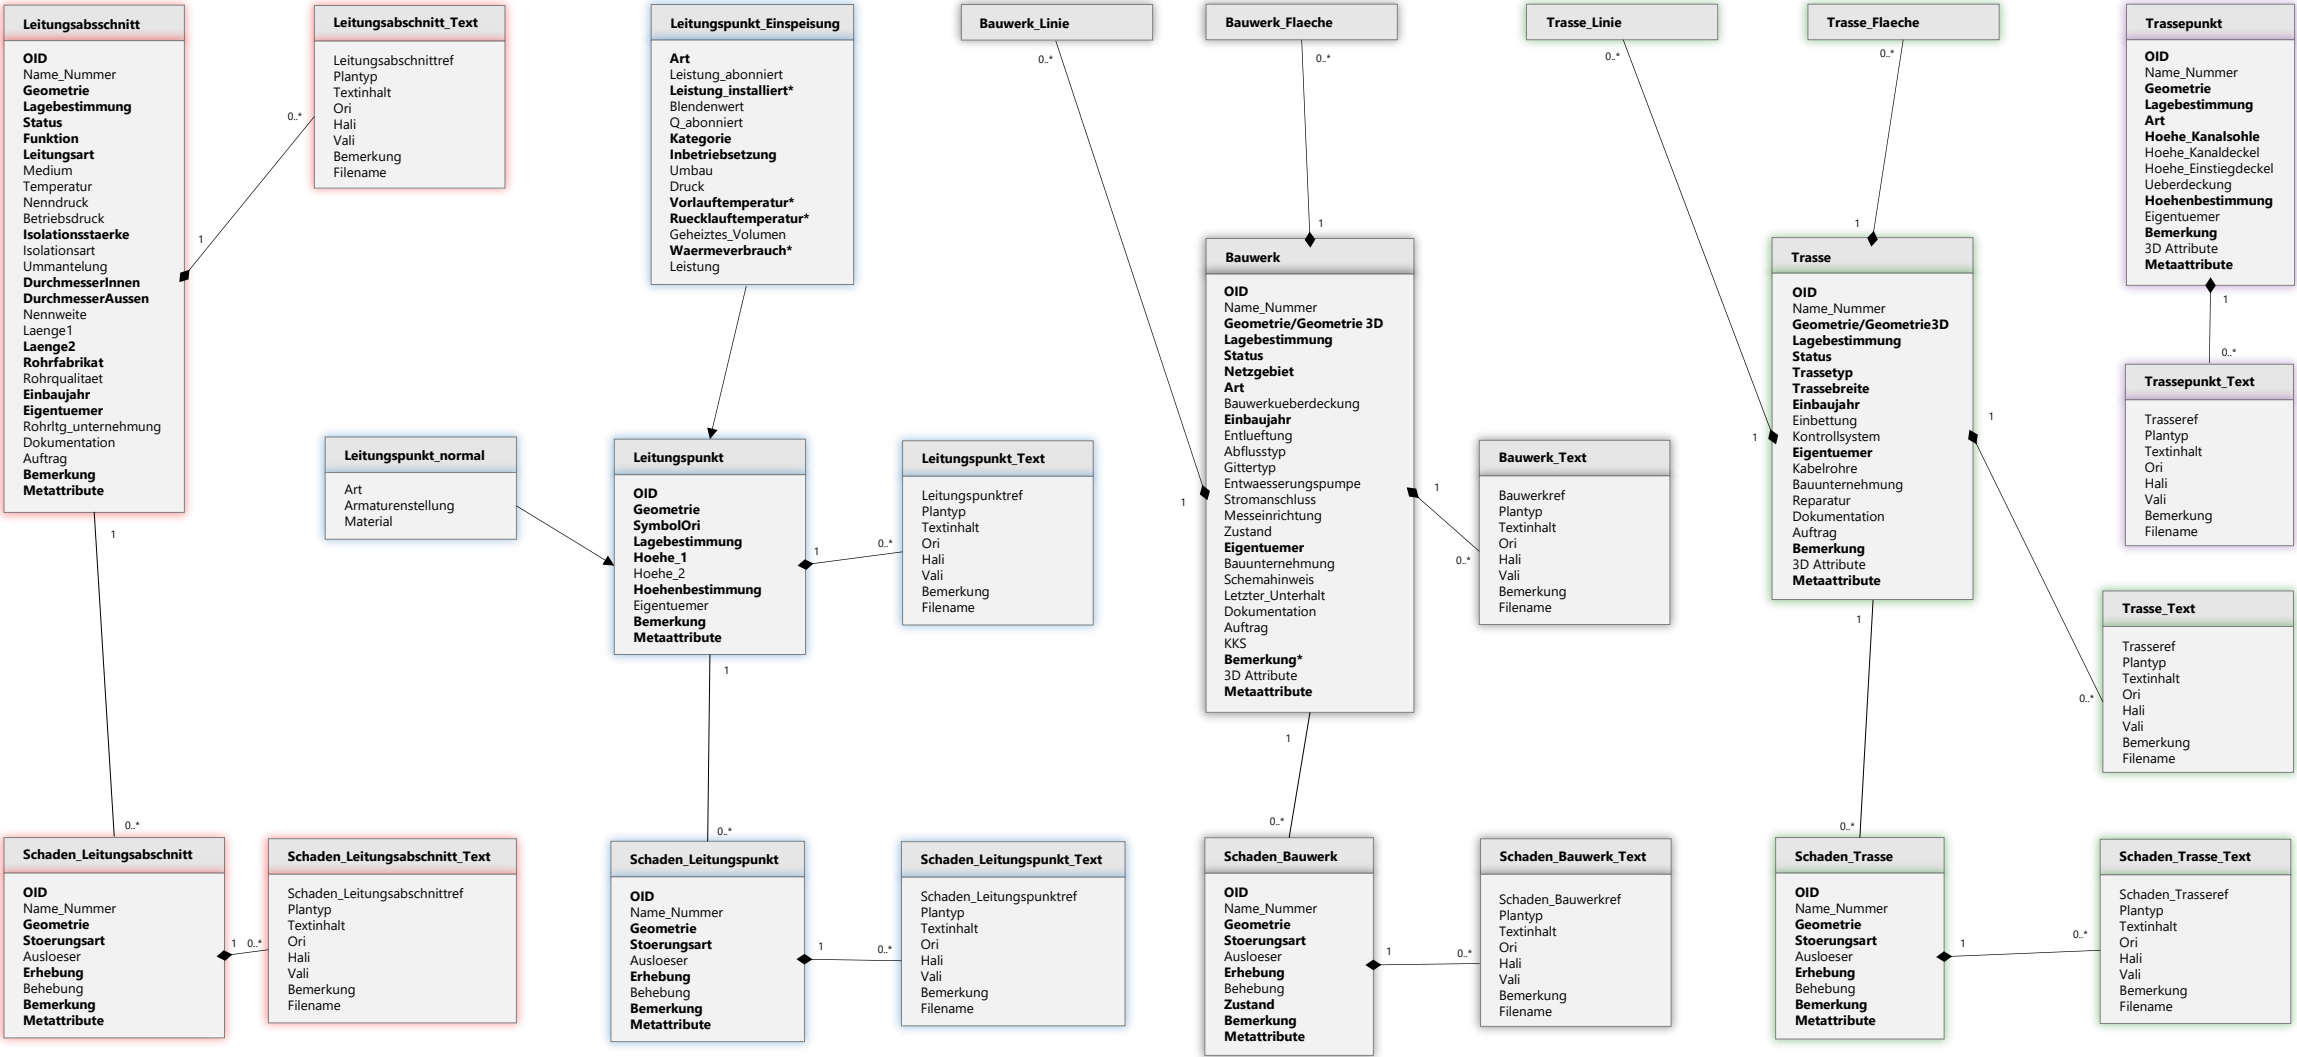 Leitungsabsschnitt
OID
Name_Nummer
Geometrie
Lagebestimmung
Status
Funktion
Leitungsart
Medium
Temperatur
Nenndruck
Betriebsdruck
Isolationsstaerke
Isolationsart
Ummantelung
DurchmesserInnen
DurchmesserAussen
Nennweite
Laenge1
Laenge2
Rohrfabrikat
Rohrqualitaet
Einbaujahr
Eigentuemer
Rohrltg_unternehmung
Dokumentation
Auftrag
Bemerkung
Metattribute
1
0..*
1
0..*
Leitungsabschnitt_Text
Leitungsabschnittref
Plantyp
Textinhalt
Ori
Hali
Vali
Bemerkung
Filename
Leitungspunkt_Einspeisung
Art
Leistung_abonniert
Leistung_installiert*
Blendenwert
Q_abonniert
Kategorie
Inbetriebsetzung
Umbau
Druck
Vorlauftemperatur*
Ruecklauftemperatur*
Geheiztes_Volumen
Waermeverbrauch*
Leistung
Bauwerk_Linie
0..*
1
Bauwerk_Flaeche
0..*
1
Trasse_Linie
0..*
1
Trasse_Flaeche
0..*
1
Trassepunkt
OID
Name_Nummer
Geometrie
Lagebestimmung
Art
Hoehe_Kanalsohle
Hoehe_Kanaldeckel
Hoehe_Einstiegdeckel
Ueberdeckung
Hoehenbestimmung
Eigentuemer
Bemerkung
3D Attribute
Metaattribute
1
0..*
Trassepunkt_Text
Trasseref
Plantyp
Textinhalt
Ori
Hali
Vali
Bemerkung
Filename
Leitungspunkt_normal
Art
Armaturenstellung
Material
Leitungspunkt
OID
Geometrie
SymbolOri
Lagebestimmung
Hoehe_1
Hoehe_2
Hoehenbestimmung
Eigentuemer
Bemerkung
Metaattribute
1
0..*
1
0..*
Leitungspunkt_Text
Leitungspunktref
Plantyp
Textinhalt
Ori
Hali
Vali
Bemerkung
Filename
Bauwerk
OID
Name_Nummer
Geometrie/Geometrie 3D
Lagebestimmung
Status
Netzgebiet
Art
Bauwerkueberdeckung
Einbaujahr
Entlueftung
Abflusstyp
Gittertyp
Entwaesserungspumpe
Stromanschluss
Messeinrichtung
Zustand
Eigentuemer
Bauunternehmung
Schemahinweis
Letzter_Unterhalt
Dokumentation
Auftrag
KKS
Bemerkung*
3D Attribute
Metaattribute
1
0..*
1
0..*
Bauwerk_Text
Bauwerkref
Plantyp
Textinhalt
Ori
Hali
Vali
Bemerkung
Filename
Trasse
OID
Name_Nummer
Geometrie/Geometrie3D
Lagebestimmung
Status
Trassetyp
Trassebreite
Einbaujahr
Einbettung
Kontrollsystem
Eigentuemer
Kabelrohre
Bauunternehmung
Reparatur
Dokumentation
Auftrag
Bemerkung
3D Attribute
Metaattribute
1
0..*
1
0..*
Trasse_Text
Trasseref
Plantyp
Textinhalt
Ori
Hali
Vali
Bemerkung
Filename
Schaden_Leitungsabschnitt
OID
Name_Nummer
Geometrie
Stoerungsart
Ausloeser
Erhebung
Behebung
Bemerkung
Metattribute
1 0..*
Schaden_Leitungsabschnitt_Text
Schaden_Leitungsabschnittref
Plantyp
Textinhalt
Ori
Hali
Vali
Bemerkung
Filename
Schaden_Leitungspunkt
OID
Name_Nummer
Geometrie
Stoerungsart
Ausloeser
Erhebung
Behebung
Bemerkung
Metattribute
1 0..*
Schaden_Leitungspunkt_Text
Schaden_Leitungspunktref
Plantyp
Textinhalt
Ori
Hali
Vali
Bemerkung
Filename
Schaden_Bauwerk
OID
Name_Nummer
Geometrie
Stoerungsart
Ausloeser
Erhebung
Behebung
Zustand
Bemerkung
Metattribute
1 0..*
Schaden_Bauwerk_Text
Schaden_Bauwerkref
Plantyp
Textinhalt
Ori
Hali
Vali
Bemerkung
Filename
Schaden_Trasse
OID
Name_Nummer
Geometrie
Stoerungsart
Ausloeser
Erhebung
Behebung
Bemerkung
Metattribute
1 0..*
Schaden_Trasse_Text
Schaden_Trasseref
Plantyp
Textinhalt
Ori
Hali
Vali
Bemerkung
Filename